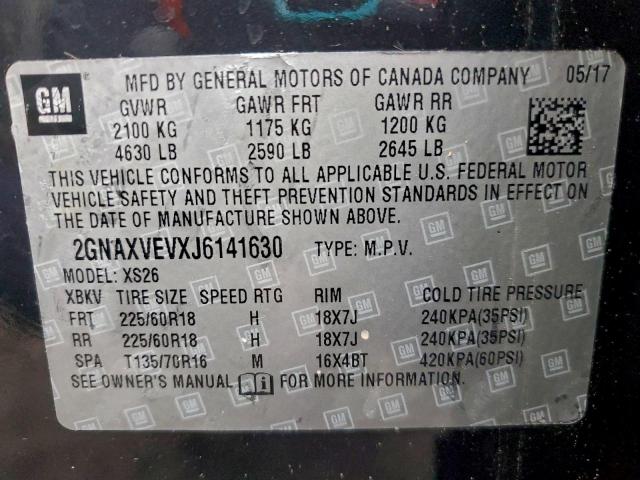 GM ® MFD BY GENERAL MOTORS OF CANADA COMPANY 05/17
GVWR GAWR FRT GAWR RR
2100 KG 1175 KG 1200 KG
4630 LB 2590 LB 2645 LB
THIS VEHICLE CONFORMS TO ALL APPLICABLE U.S. FEDERAL MOTOR
VEHICLE SAFETY AND THEFT PREVENTION STANDARDS IN EFFECT ON
THE DATE OF MANUFACTURE SHOWN ABOVE.
2GNAXVEVXJ6141630 TYPE: M.P.V.
MODEL: XS26
XBKV TIRE SIZE SPEED RTG RIM COLD TIRE PRESSURE
FRT 225/60R18 H 18X7J 240KPA(35PSI)
RR 225/60R18 H 18X7J 240KPA(35PSI)
SPA T135/70R16 M 16X4BT 420KPA(60PSI)
SEE OWNER'S MANUAL FOR MORE INFORMATION.